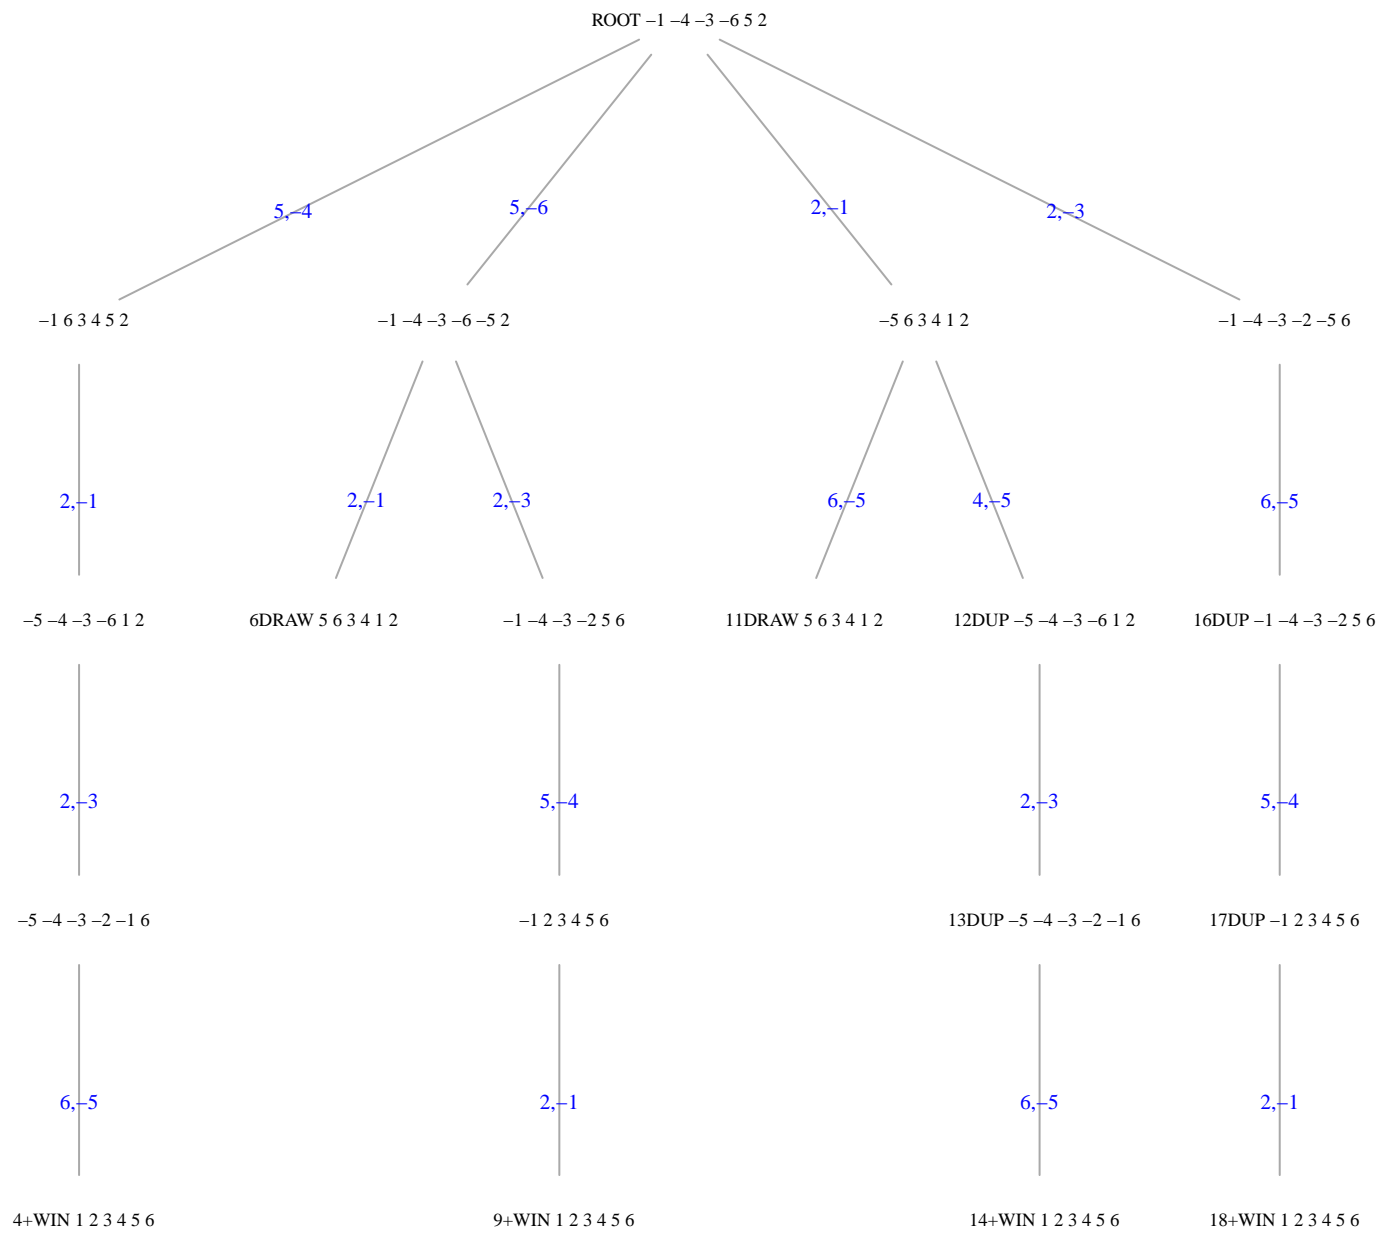 ROOT –1 –4 –3 –6 5 2
5,–4
5,–6
2,–1
2,–3
–1 6 3 4 5 2
–1 –4 –3 –6 –5 2
–5 6 3 4 1 2
–1 –4 –3 –2 –5 6
2,–1
2,–1
2,–3
6,–5
4,–5
6,–5
–5 –4 –3 –6 1 2
6DRAW 5 6 3 4 1 2
–1 –4 –3 –2 5 6
11DRAW 5 6 3 4 1 2
12DUP –5 –4 –3 –6 1 2
16DUP –1 –4 –3 –2 5 6
2,–3
5,–4
2,–3
5,–4
–5 –4 –3 –2 –1 6
–1 2 3 4 5 6
13DUP –5 –4 –3 –2 –1 6
17DUP –1 2 3 4 5 6
6,–5
2,–1
6,–5
2,–1
4+WIN 1 2 3 4 5 6
9+WIN 1 2 3 4 5 6
14+WIN 1 2 3 4 5 6
18+WIN 1 2 3 4 5 6